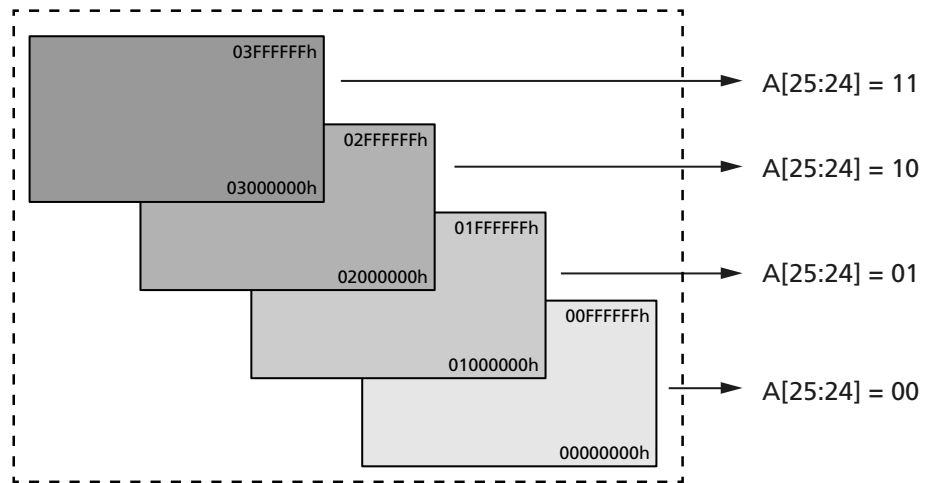 03FFFFFFh
A[25:24] = 11
03000000h
02FFFFFFh
A[25:24] = 10
02000000h
01FFFFFFh
A[25:24] = 01
01000000h
00FFFFFFh
A[25:24] = 00
00000000h